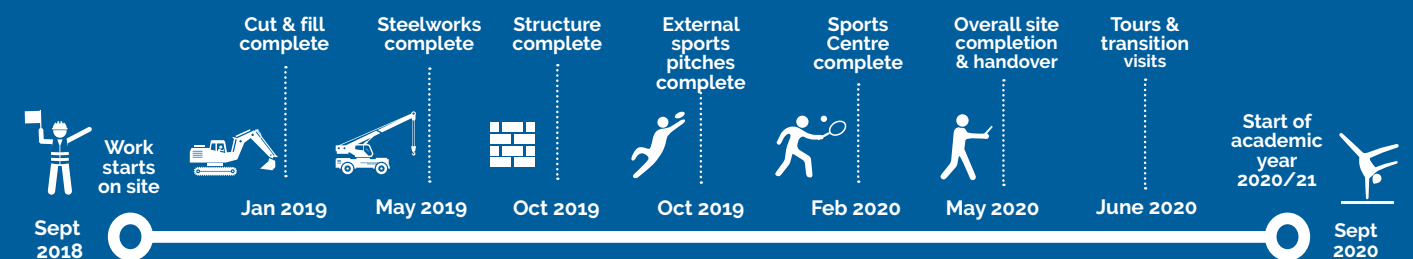 Work
starts
on site
Sept
2018
Cut & fill
complete
Jan 2019
Steelworks
complete
May 2019
Structure
complete
Oct 2019
External
sports
pitches
complete
Oct 2019
Sports
Centre
complete
Feb 2020
Overall site
completion
& handover
May 2020
Tours &
transition
visits
June 2020
Start of
academic
year
2020/21
Sept
2020